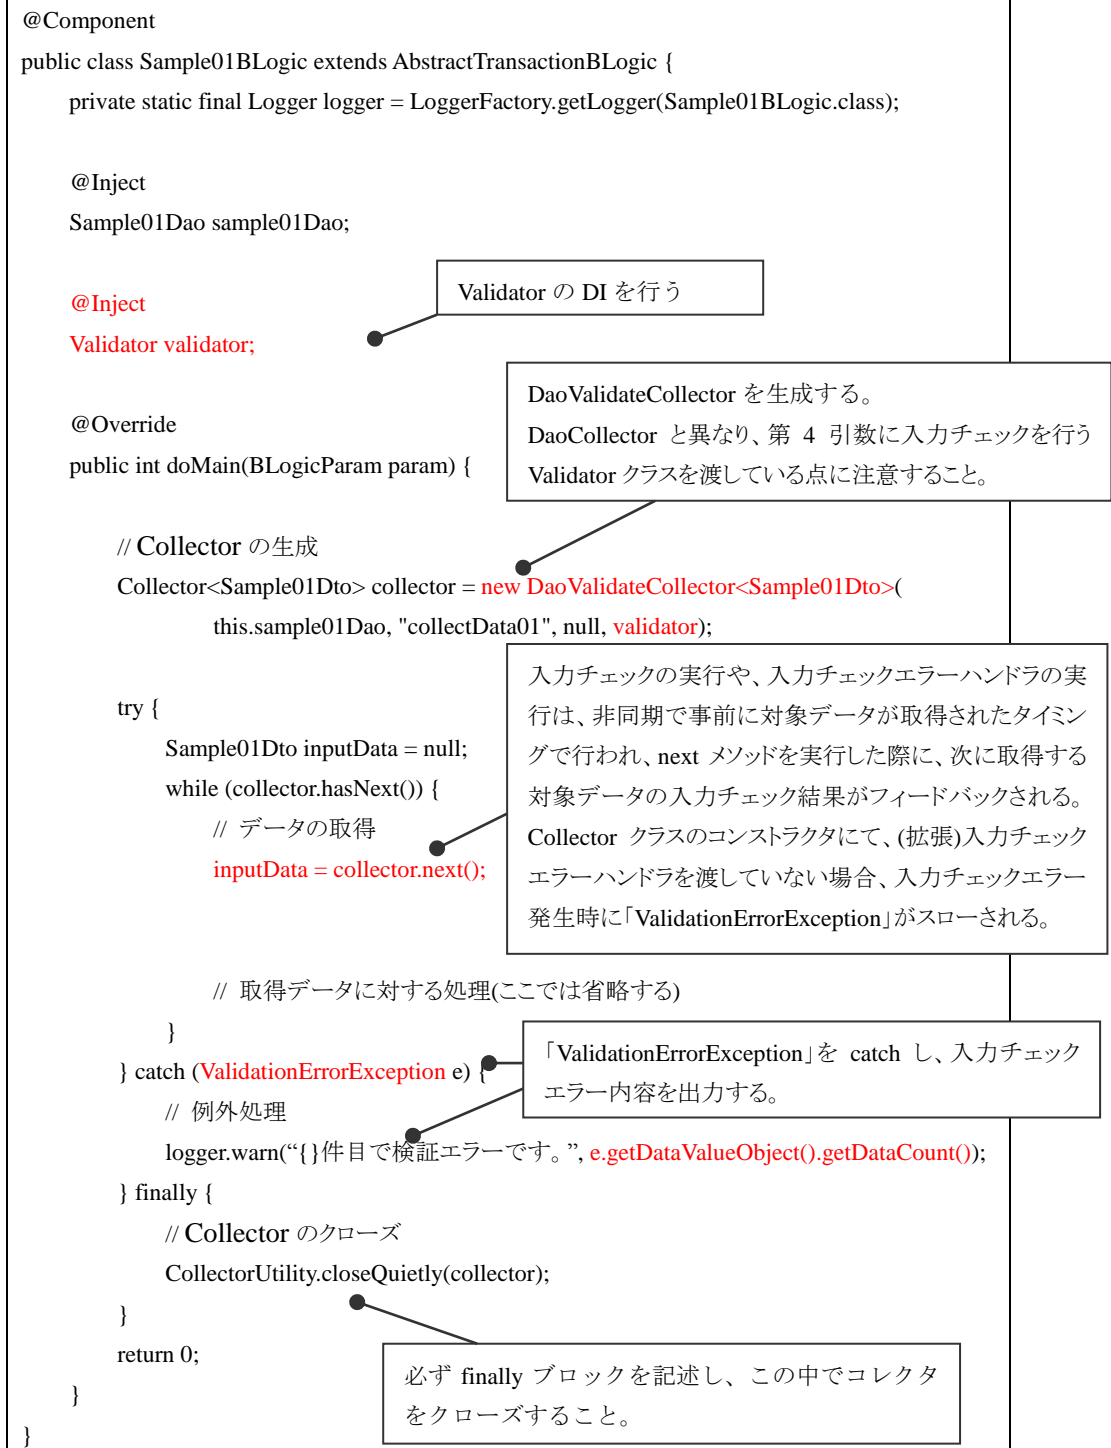 @Component
public class Sample01BLogic extends AbstractTransactionBLogic {
private static final Logger logger = LoggerFactory.getLogger(Sample01BLogic.class);
@Inject
Sample01Dao sample01Dao;
Validator の DI を行う
@Inject
Validator validator;
DaoValidateCollector を生成する。
DaoCollector と異なり、第 4 引数に入力チェックを行う
Validator クラスを渡している点に注意すること。
@Override
public int doMain(BLogicParam param) {
// Collector の生成
Collector<Sample01Dto> collector = new DaoValidateCollector<Sample01Dto>(
this.sample01Dao, "collectData01", null, validator);
入力チェックの実行や、入力チェックエラーハンドラの実
行は、非同期で事前に対象データが取得されたタイミン
グで行われ、next メソッドを実行した際に、次に取得する
対象データの入力チェック結果がフィードバックされる。
Collector クラスのコンストラクタにて、(拡張)入力チェック
エラーハンドラを渡していない場合、入力チェックエラー
発生時に「ValidationErrorException」がスローされる。
try {
Sample01Dto inputData = null;
while (collector.hasNext()) {
// データの取得
inputData = collector.next();
// 取得データに対する処理(ここでは省略する)
}
「ValidationErrorException」を catch し、入力チェック
エラー内容を出力する。
} catch (ValidationErrorException e) {
// 例外処理
logger.warn(“{}件目で検証エラーです。”, e.getDataValueObject().getDataCount());
} finally {
// Collector のクローズ
CollectorUtility.closeQuietly(collector);
}
return 0;
必ず finally ブロックを記述し、この中でコレクタ
をクローズすること。
}
}